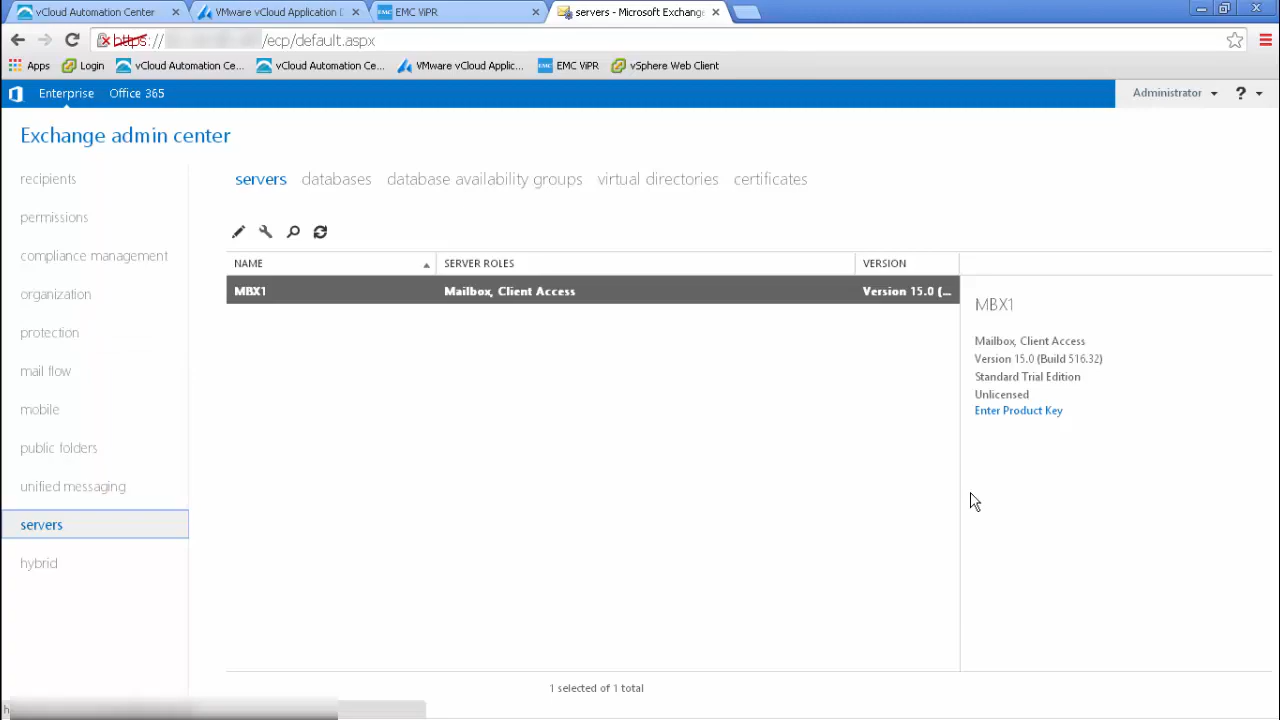 vCloud Automation Center
VMware vCloud Application D
EMC ViPR
servers - Microsoft Exchange
https:// /ecp/default.aspx
Apps
Login
vCloud Automation Ce...
vCloud Automation Ce...
VMware vCloud Applic...
EMC ViPR
vSphere Web Client
Enterprise
Office 365
Administrator
?
Exchange admin center
recipients
permissions
compliance management
organization
protection
mail flow
mobile
public folders
unified messaging
servers
hybrid
servers
databases
database availability groups
virtual directories
certificates
NAME
SERVER ROLES
VERSION
MBX1
Mailbox, Client Access
Version 15.0 (...
MBX1
Mailbox, Client Access
Version 15.0 (Build 516.32)
Standard Trial Edition
Unlicensed
Enter Product Key
1 selected of 1 total